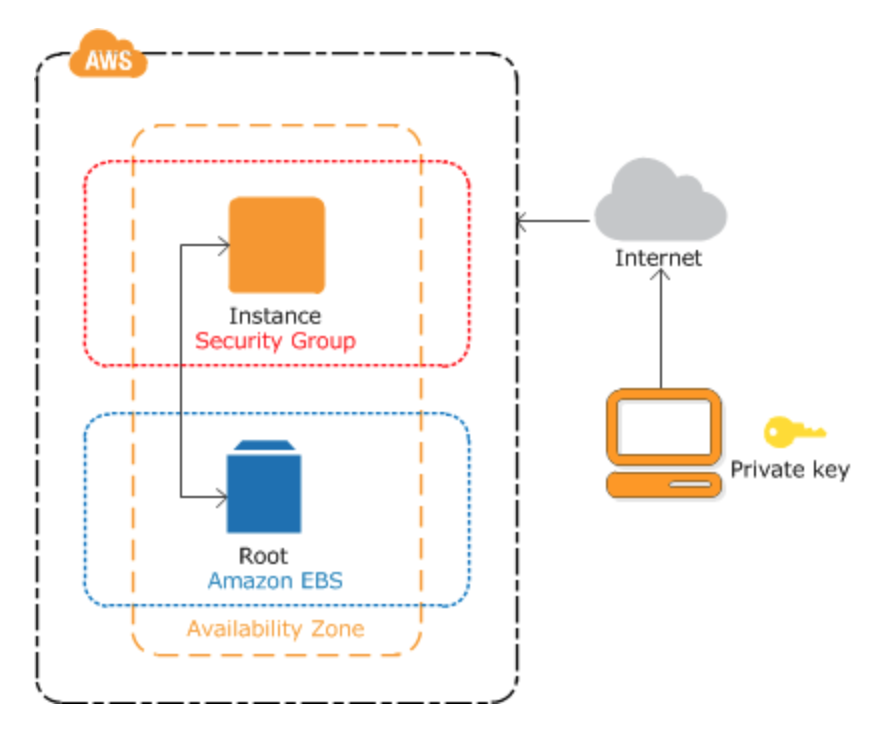 AWS
Instance
Security Group
Root
Amazon EBS
Availability Zone
Internet
Private key